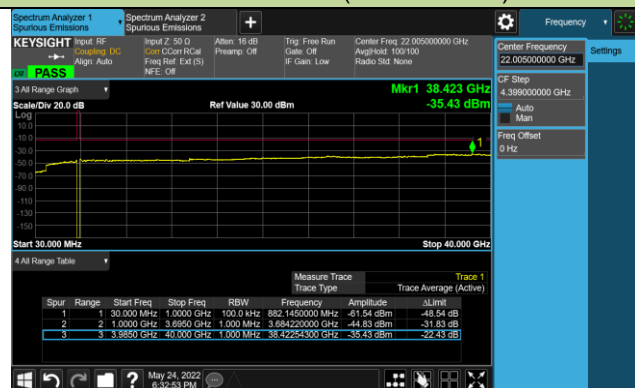 Spectrum Analyzer 1
Spurious Emissions
Spectrum Analyzer 2
Spurious Emissions
Frequency
KEYSIGHT
Input: RF
Coupling: DC
Align: Auto
Input Z: 50 Ω
Corr CCorr RCal
Freq Ref: Ext (S)
NFE: Off
Atten: 16 dB
Preamp: Off
Trig: Free Run
Gate: Off
IF Gain: Low
Center Freq: 22.005000000 GHz
Avg|Hold: 100/100
Radio Std: None
PASS
Center Frequency
22.005000000 GHz
Settings
CF Step
4.399000000 GHz
Auto
Man
Freq Offset
0 Hz
3 All Range Graph
Mkr1 38.423 GHz
Scale/Div 20.0 dB
Ref Value 30.00 dBm
-35.43 dBm
Log
10.0
-10.0
-30.0
-50.0
-70.0
-90.0
-110
-130
-150
1
Start 30.000 MHz
Stop 40.000 GHz
4 All Range Table
Measure Trace Trace 1
Trace Type Trace Average (Active)
Spur Range Start Freq Stop Freq RBW Frequency Amplitude ΔLimit
1 1 30.000 MHz 1.0000 GHz 100.0 kHz 882.1450000 MHz -61.54 dBm -48.54 dB
2 2 1.0000 GHz 3.6950 GHz 1.000 MHz 3.684220000 GHz -44.83 dBm -31.83 dB
3 3 3.9850 GHz 40.000 GHz 1.000 MHz 38.42254300 GHz -35.43 dBm -22.43 dB
May 24, 2022
6:32:53 PM